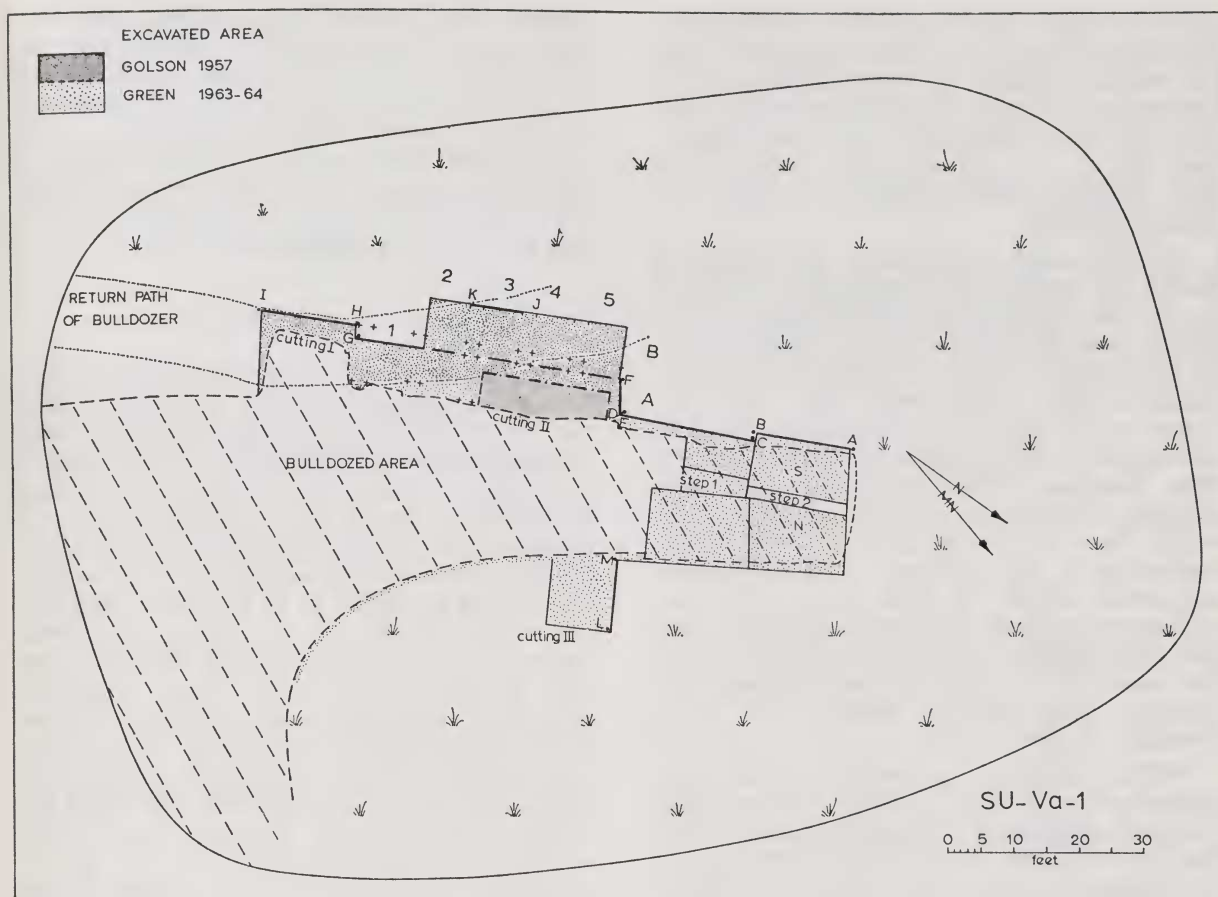 EXCAVATED AREA
GOLSON 1957
GREEN 1963-64
RETURN PATH
OF BULLDOZER
I
H
G
1
2
K
3
J
4
5
B
F
A
D
E
cutting I
cutting II
BULLDOZED AREA
B
C
A
S
step 1
step 2
N
N
MN
M
L
cutting III
SU-Va-1
0 5 10 15 20 30
feet